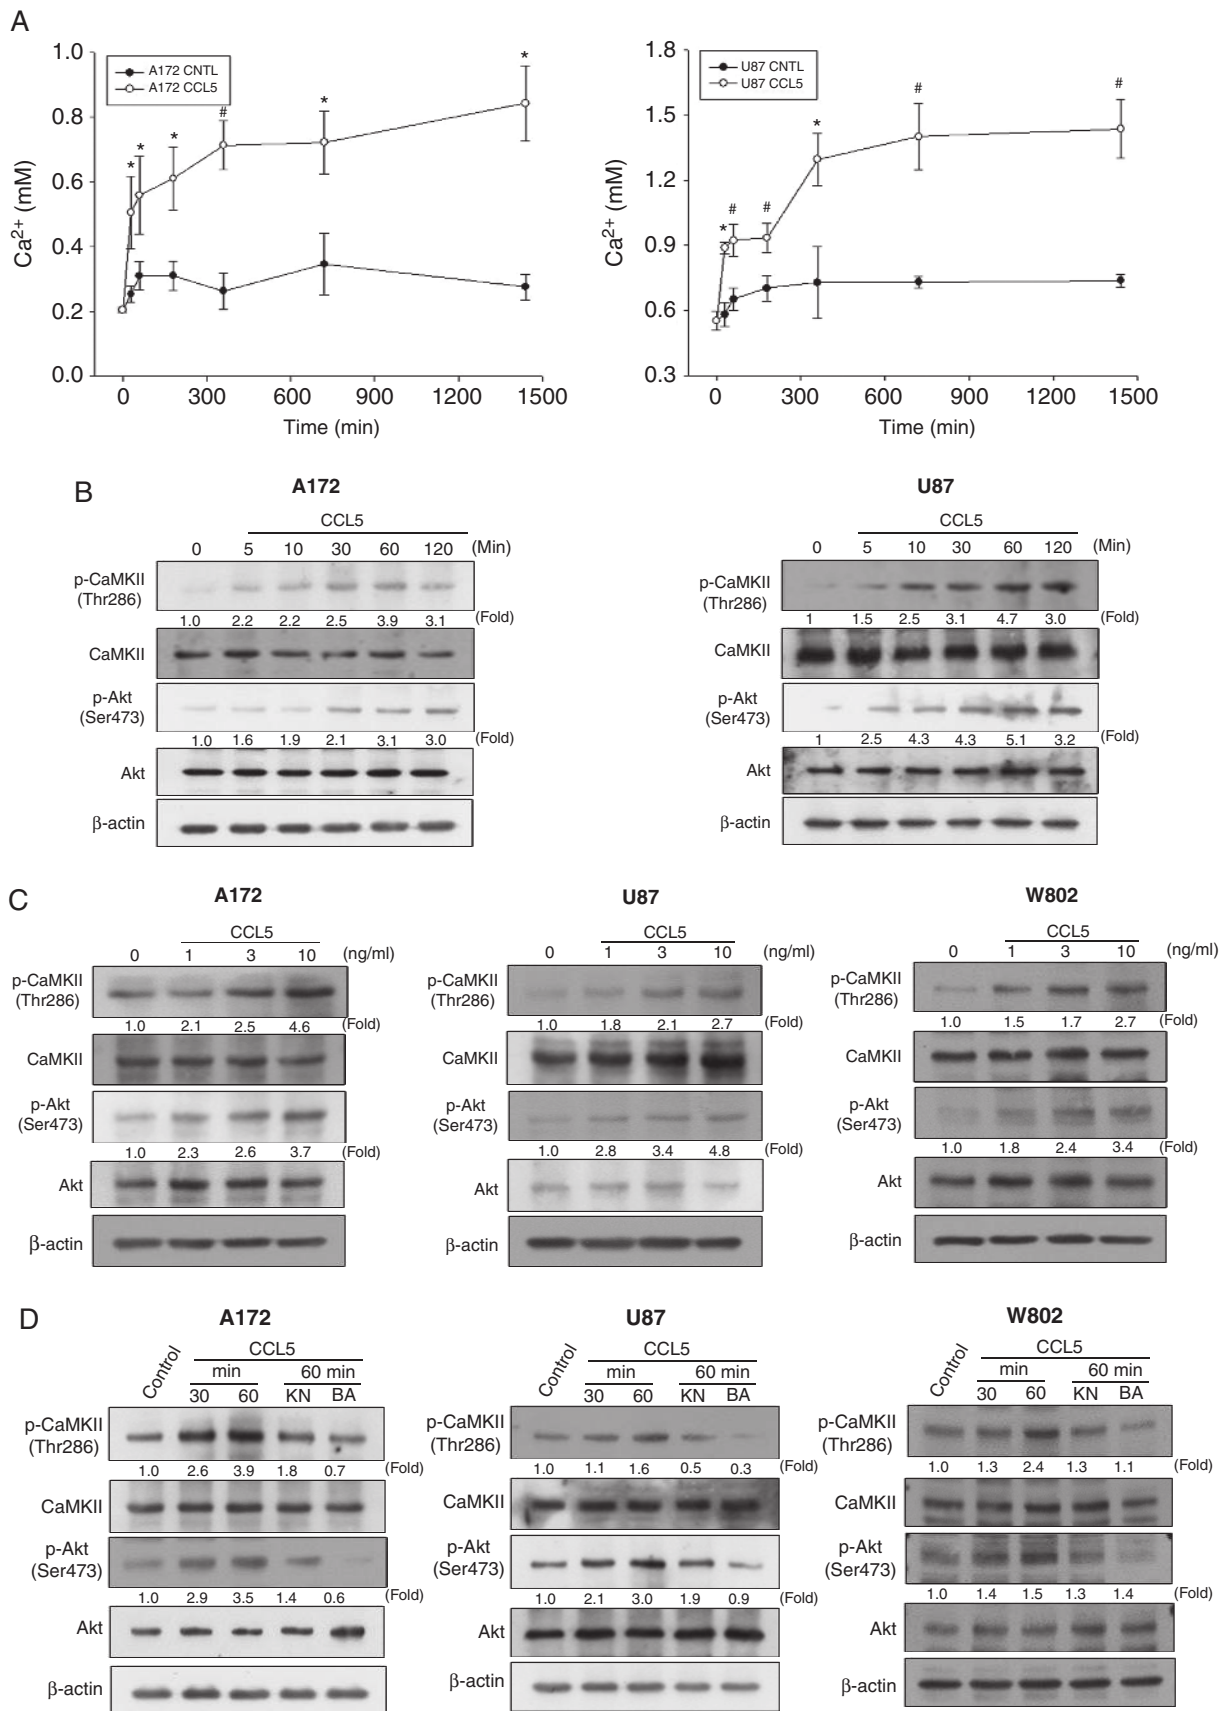 A
1.0
0.8
0.6
0.4
0.2
0.0
Ca2+ (mM)
A172 CNTL
A172 CCL5
* * * # * *
0 300 600 900 1200 1500
Time (min)
1.8
1.5
1.2
0.9
0.6
0.3
Ca2+ (mM)
U87 CNTL
U87 CCL5
* # # * # #
0 300 600 900 1200 1500
Time (min)
B
A172
CCL5
0 5 10 30 60 120 (Min)
p-CaMKII
(Thr286)
1.0 2.2 2.2 2.5 3.9 3.1 (Fold)
CaMKII
p-Akt
(Ser473)
1.0 1.6 1.9 2.1 3.1 3.0 (Fold)
Akt
β-actin
U87
CCL5
0 5 10 30 60 120 (Min)
p-CaMKII
(Thr286)
1 1.5 2.5 3.1 4.7 3.0 (Fold)
CaMKII
p-Akt
(Ser473)
1 2.5 4.3 4.3 5.1 3.2 (Fold)
Akt
β-actin
C
A172
CCL5
0 1 3 10 (ng/ml)
p-CaMKII
(Thr286)
1.0 2.1 2.5 4.6 (Fold)
CaMKII
p-Akt
(Ser473)
1.0 2.3 2.6 3.7 (Fold)
Akt
β-actin
U87
CCL5
0 1 3 10 (ng/ml)
p-CaMKII
(Thr286)
1.0 1.8 2.1 2.7 (Fold)
CaMKII
p-Akt
(Ser473)
1.0 2.8 3.4 4.8 (Fold)
Akt
β-actin
W802
CCL5
0 1 3 10 (ng/ml)
p-CaMKII
(Thr286)
1.0 1.5 1.7 2.7 (Fold)
CaMKII
p-Akt
(Ser473)
1.0 1.8 2.4 3.4 (Fold)
Akt
β-actin
D
A172
CCL5
Control
min 60 min
30 60 KN BA
p-CaMKII
(Thr286)
1.0 2.6 3.9 1.8 0.7 (Fold)
CaMKII
p-Akt
(Ser473)
1.0 2.9 3.5 1.4 0.6 (Fold)
Akt
β-actin
U87
CCL5
Control
min 60 min
30 60 KN BA
p-CaMKII
(Thr286)
1.0 1.1 1.6 0.5 0.3 (Fold)
CaMKII
p-Akt
(Ser473)
1.0 2.1 3.0 1.9 0.9 (Fold)
Akt
β-actin
W802
CCL5
Control
min 60 min
30 60 KN BA
p-CaMKII
(Thr286)
1.0 1.3 2.4 1.3 1.1 (Fold)
CaMKII
p-Akt
(Ser473)
1.0 1.4 1.5 1.3 1.4 (Fold)
Akt
β-actin